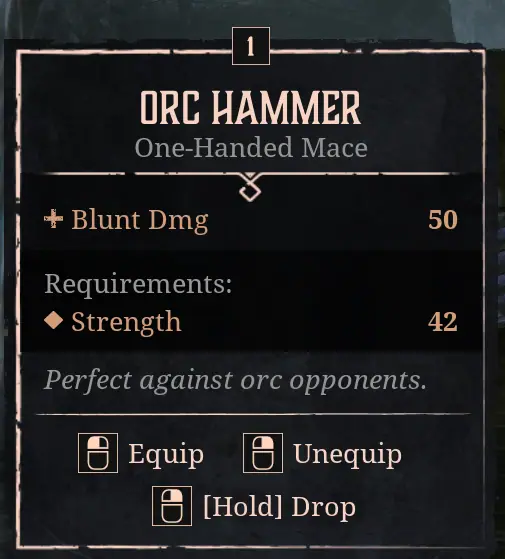 1
ORC HAMMER
One-Handed Mace
Blunt Dmg 50
Requirements:
Strength 42
Perfect against orc opponents.
Equip Unequip
[Hold] Drop